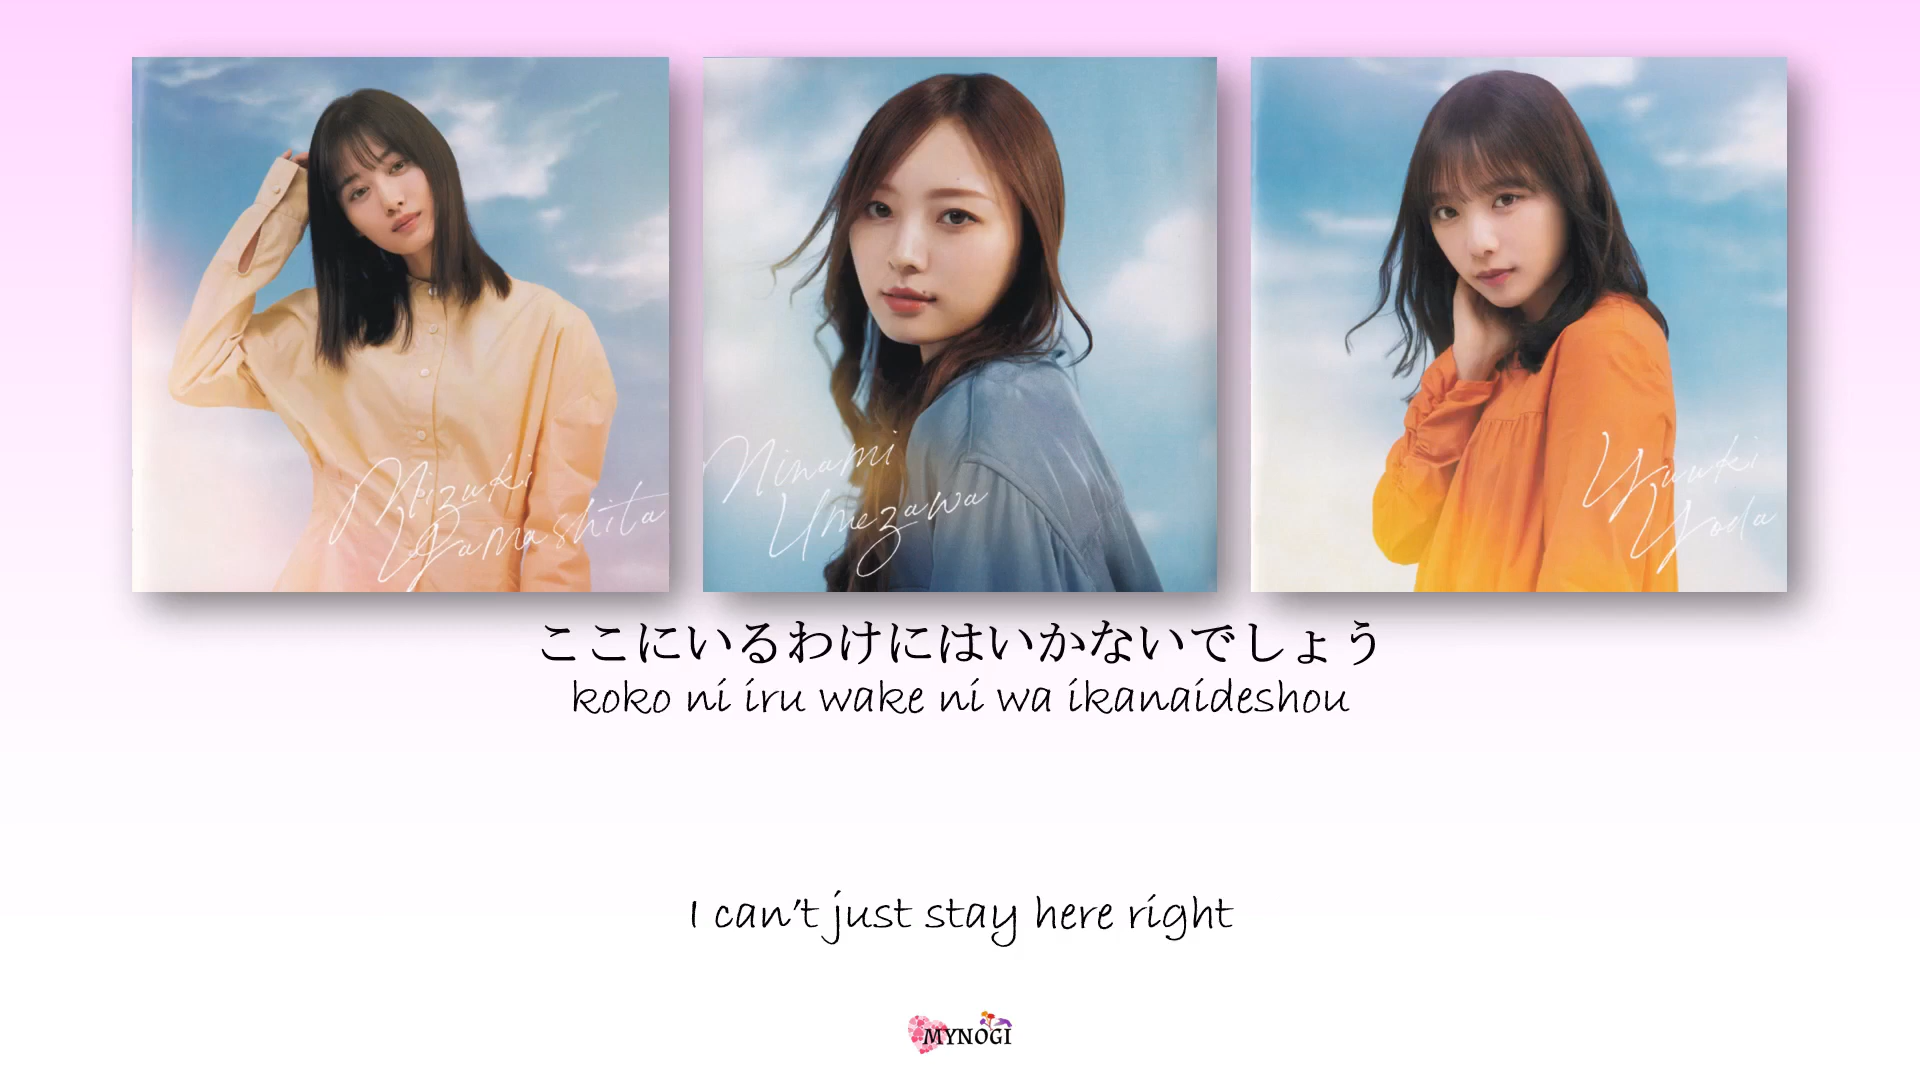 Mizuki
Yamashita
Minami
Umezawa
Yuuki
Yoda
ここにいるわけにはいかないでしょう
koko ni iru wake ni wa ikanaideshou
I can't just stay here right
MYNOGI